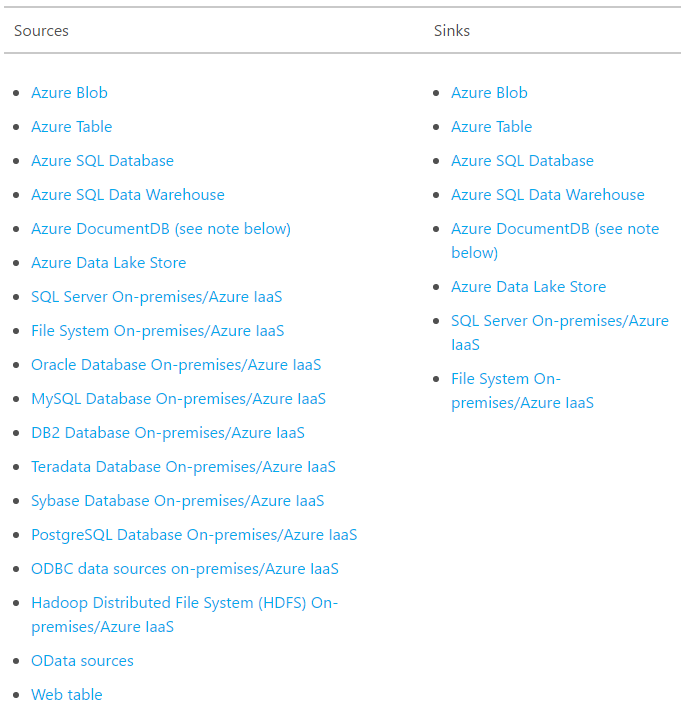 Sources
Azure Blob
Azure Table
Azure SQL Database
Azure SQL Data Warehouse
Azure DocumentDB (see note below)
Azure Data Lake Store
SQL Server On-premises/Azure IaaS
File System On-premises/Azure IaaS
Oracle Database On-premises/Azure IaaS
MySQL Database On-premises/Azure IaaS
DB2 Database On-premises/Azure IaaS
Teradata Database On-premises/Azure IaaS
Sybase Database On-premises/Azure IaaS
PostgreSQL Database On-premises/Azure IaaS
ODBC data sources on-premises/Azure IaaS
Hadoop Distributed File System (HDFS) On-
premises/Azure IaaS
OData sources
Web table
Sinks
Azure Blob
Azure Table
Azure SQL Database
Azure SQL Data Warehouse
Azure DocumentDB (see note
below)
Azure Data Lake Store
SQL Server On-premises/Azure
IaaS
File System On-
premises/Azure IaaS